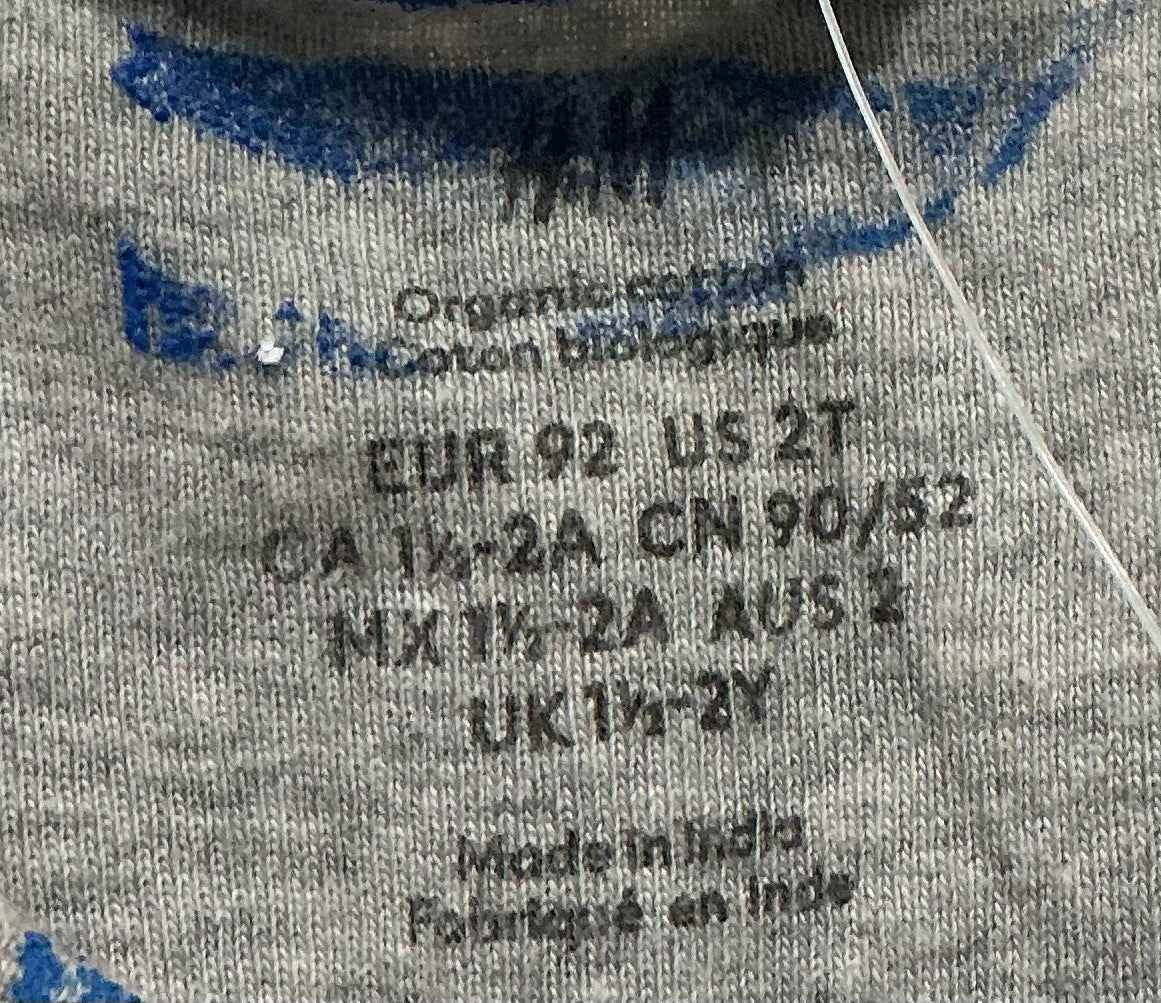 H&M
Organic cotton
Coton biologique
EUR 92 US 2T
CA 1½-2A CN 90/52
MX 1½-2A AUS 2
UK 1½-2Y
Made in India
Fabriqué en Inde